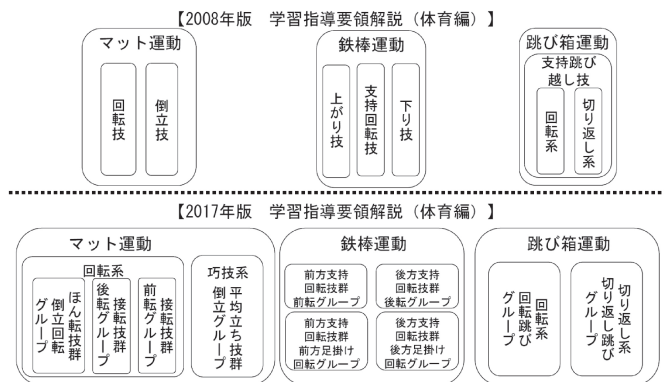 【2008年版　学習指導要領解説（体育編）】
マット運動
回転技
倒立技
鉄棒運動
上がり技
支持回転技
下り技
跳び箱運動
支持跳び
越し技
回転系
切り返し系
【2017年版　学習指導要領解説（体育編）】
マット運動
回転系
ほん転技群
倒立回転
グループ
接転技群
後転グループ
接転技群
前転グループ
巧技系
平均立ち技群
倒立グループ
鉄棒運動
前方支持
回転技群
前転グループ
後方支持
回転技群
後転グループ
前方支持
回転技群
前方足掛け
回転グループ
後方支持
回転技群
後方足掛け
回転グループ
跳び箱運動
回転系
回転跳び
グループ
切り返し系
切り返し跳び
グループ